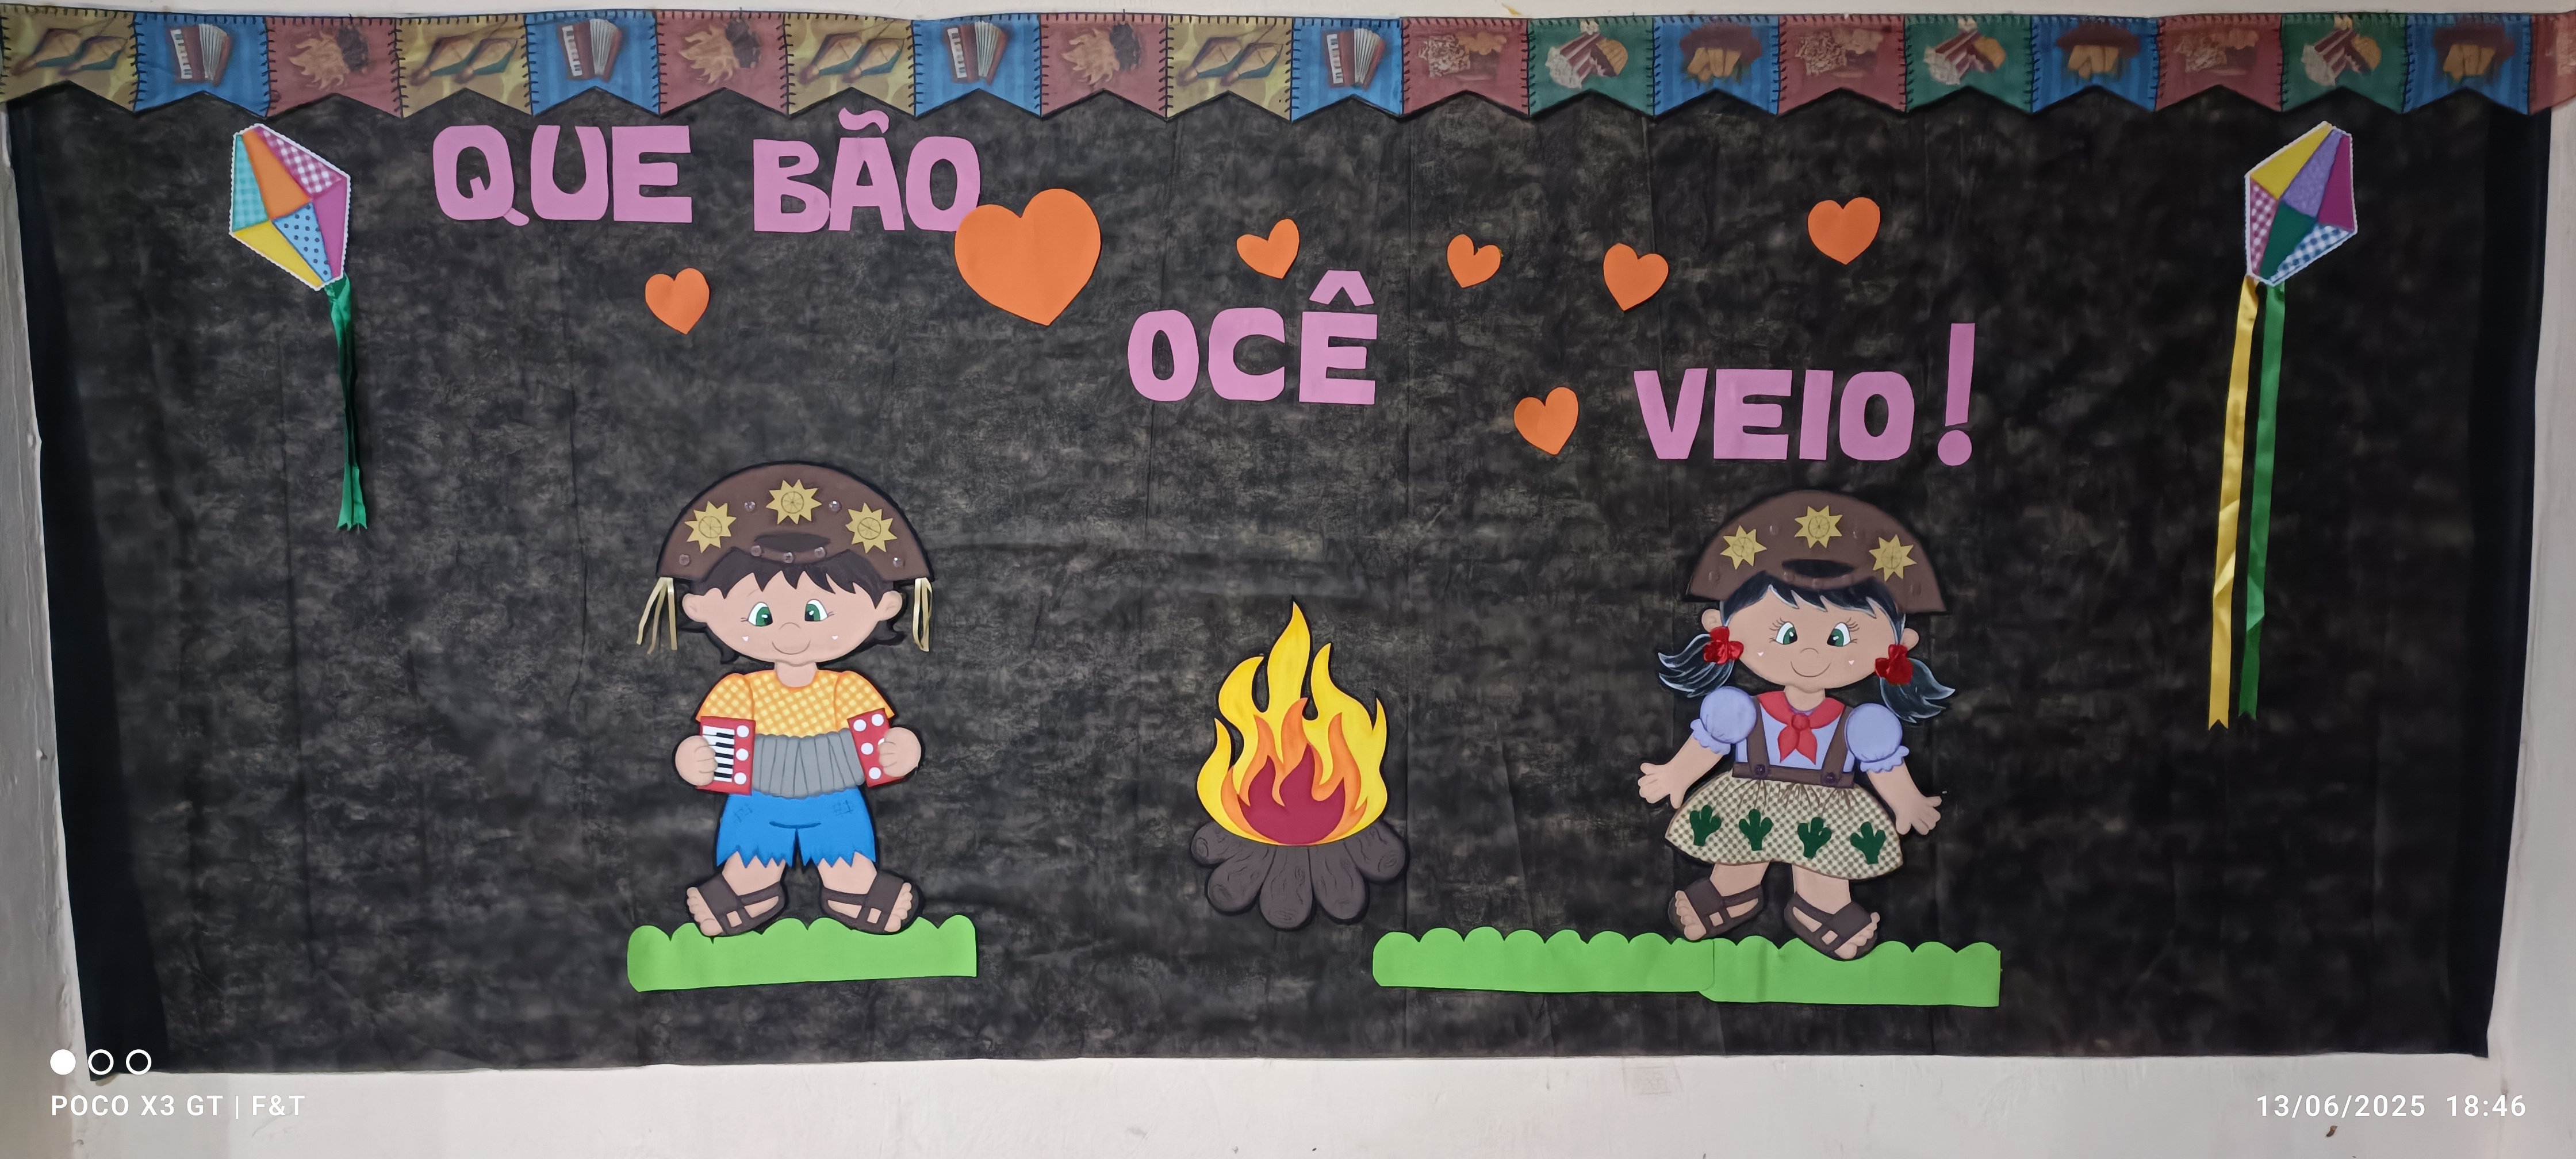 QUE BÃO
OCÊ
VEIO!
POCO X3 GT | F&T
13/06/2025 18:46